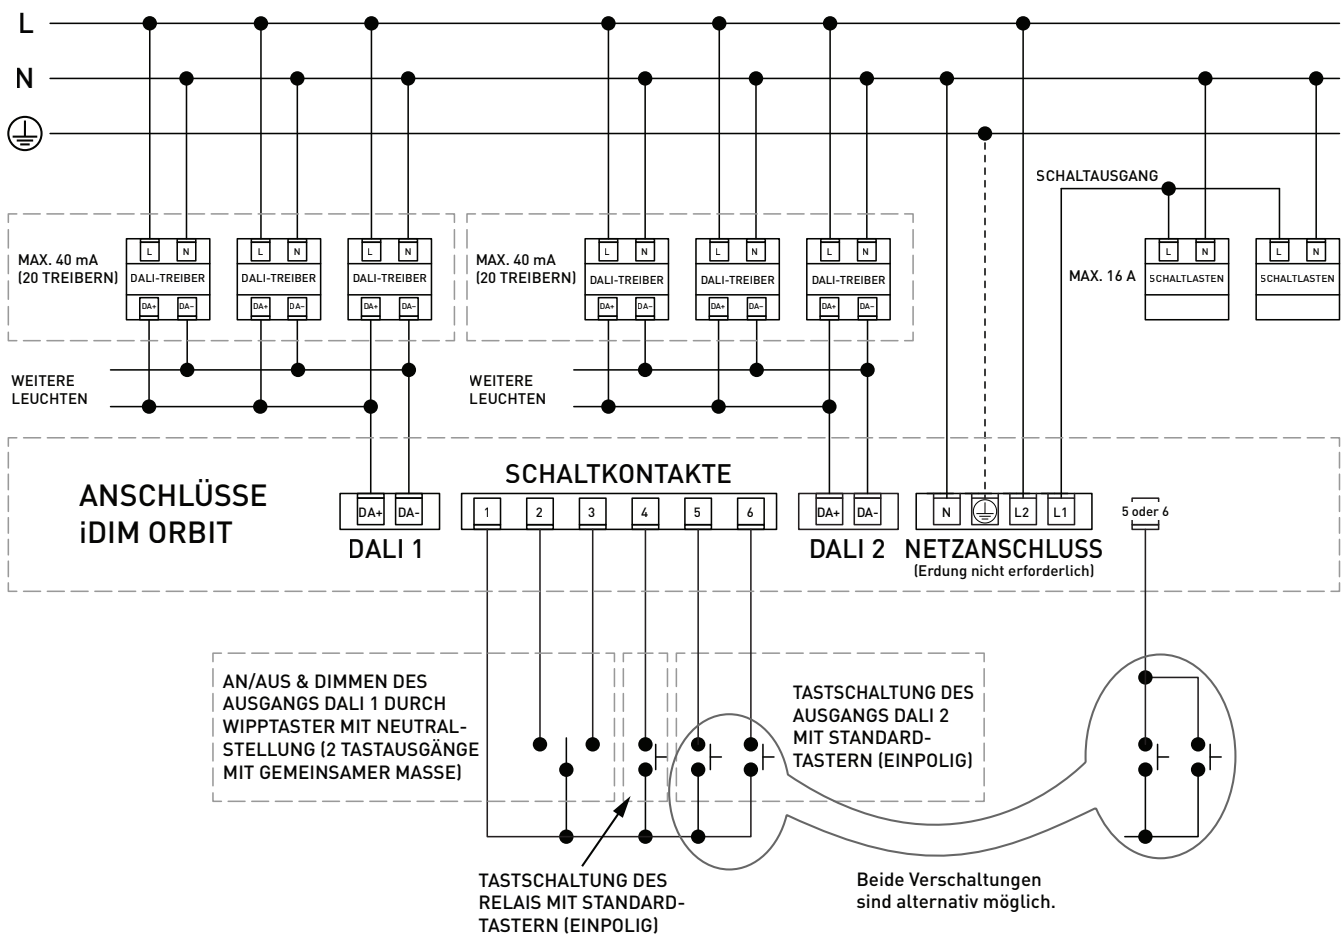 L
N
SCHALTAUSGANG
MAX. 40 mA
(20 TREIBERN)
L N
DALI-TREIBER
DA+ DA-
L N
DALI-TREIBER
DA+ DA-
L N
DALI-TREIBER
DA+ DA-
MAX. 40 mA
(20 TREIBERN)
L N
DALI-TREIBER
DA+ DA-
L N
DALI-TREIBER
DA+ DA-
L N
DALI-TREIBER
DA+ DA-
MAX. 16 A
L N
SCHALTLASTEN
L N
SCHALTLASTEN
WEITERE
LEUCHTEN
WEITERE
LEUCHTEN
ANSCHLÜSSE
iDIM ORBIT
DA+ DA-
DALI 1
SCHALTKONTAKTE
1 2 3 4 5 6
DA+ DA-
DALI 2
N L2 L1
NETZANSCHLUSS
(Erdung nicht erforderlich)
5 oder 6
AN/AUS & DIMMEN DES
AUSGANGS DALI 1 DURCH
WIPPTASTER MIT NEUTRAL-
STELLUNG (2 TASTAUSGÄNGE
MIT GEMEINSAMER MASSE)
TASTSCHALTUNG DES
AUSGANGS DALI 2
MIT STANDARD-
TASTERN (EINPOLIG)
TASTSCHALTUNG DES
RELAIS MIT STANDARD-
TASTERN (EINPOLIG)
Beide Verschaltungen
sind alternativ möglich.